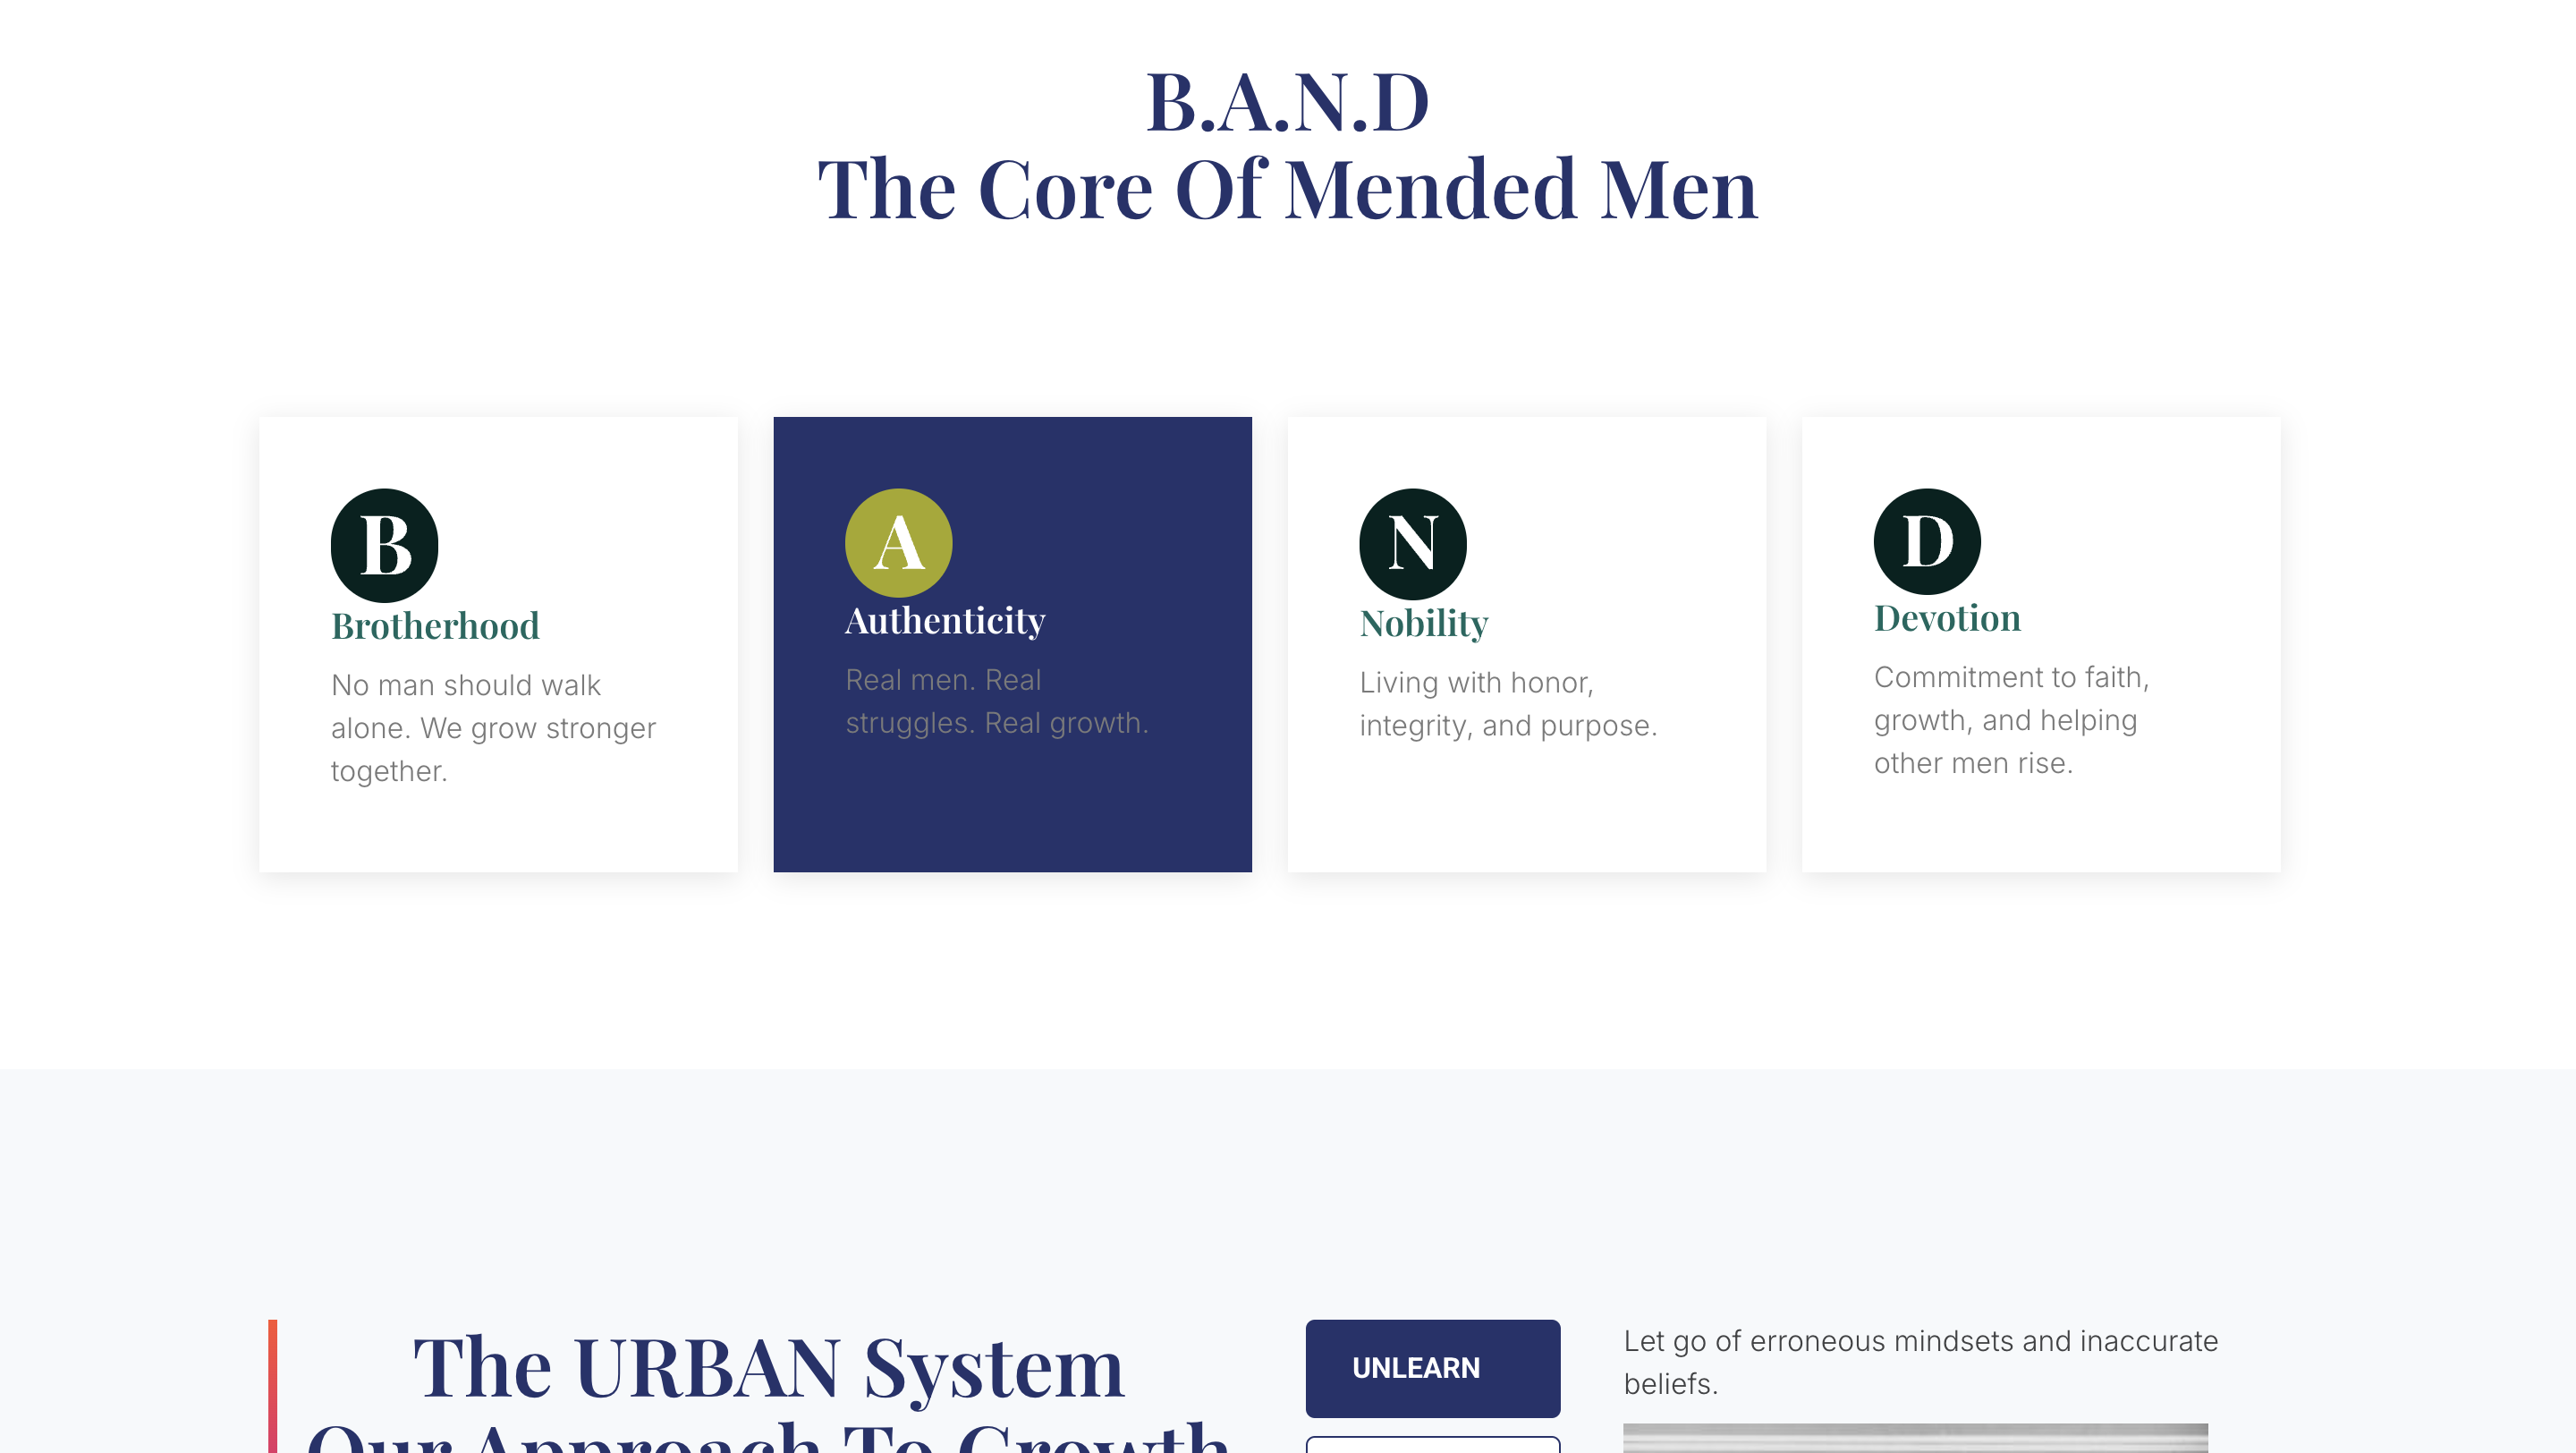 B.A.N.D
The Core Of Mended Men
B
Brotherhood
No man should walk
alone. We grow stronger
together.
A
Authenticity
Real men. Real
struggles. Real growth.
N
Nobility
Living with honor,
integrity, and purpose.
D
Devotion
Commitment to faith,
growth, and helping
other men rise.
The URBAN System
Our Approach To Growth
UNLEARN
Let go of erroneous mindsets and inaccurate
beliefs.